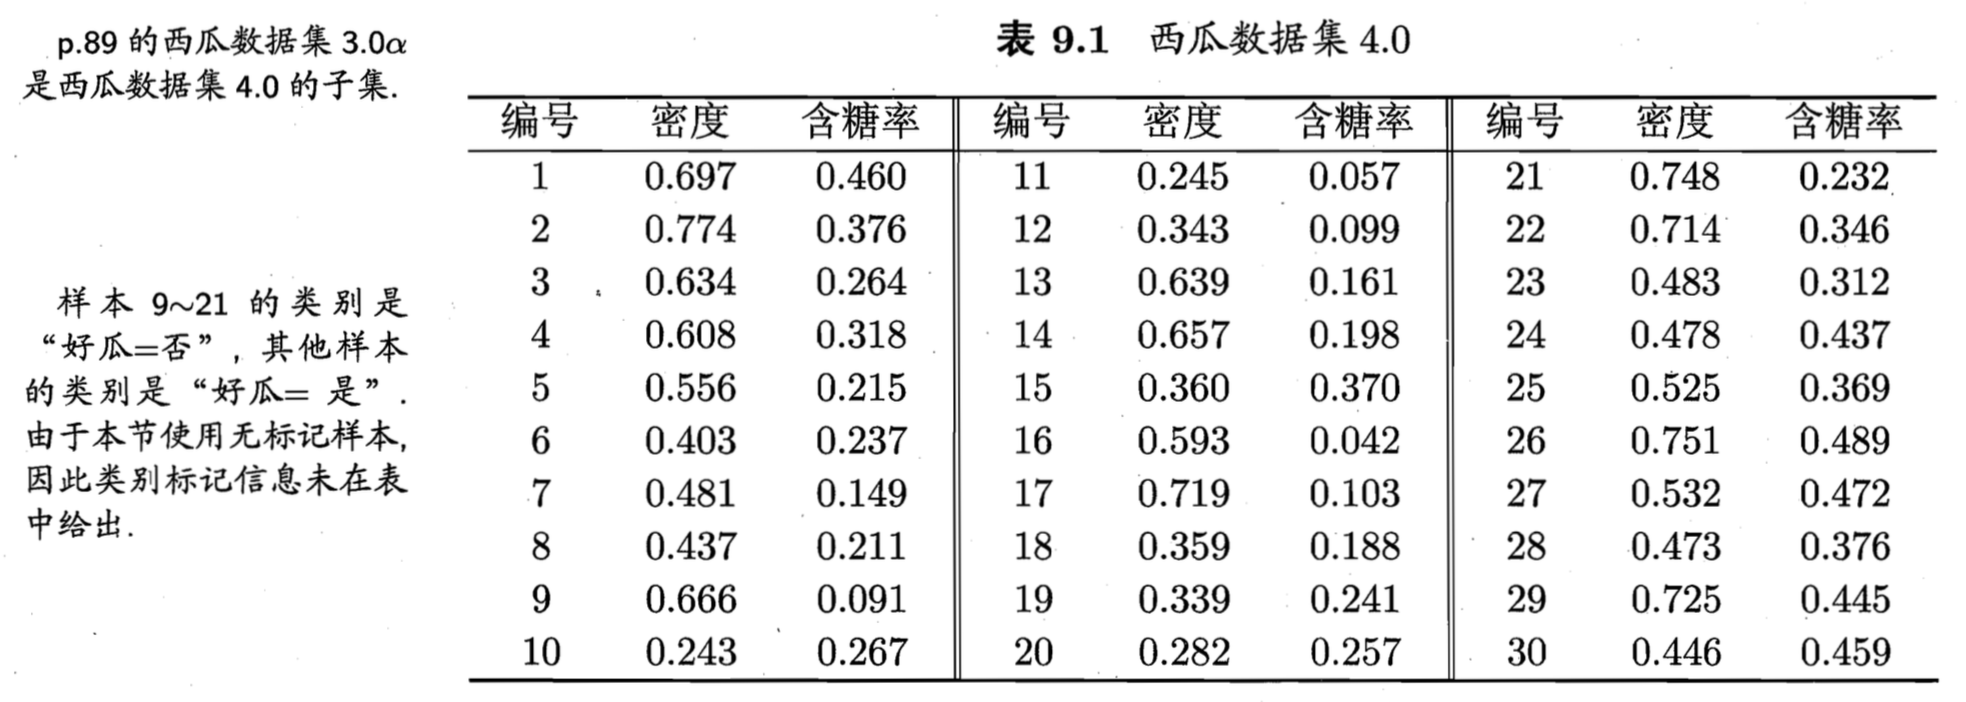 p.89 的西瓜数据集 3.0α
是西瓜数据集 4.0 的子集.
样本 9~21 的类别是
“好瓜=否”, 其他样本
的类别是 “好瓜= 是”.
由于本节使用无标记样本,
因此类别标记信息未在表
中给出.
表 9.1 西瓜数据集 4.0
编号 密度 含糖率 编号 密度 含糖率 编号 密度 含糖率
1 0.697 0.460 11 0.245 0.057 21 0.748 0.232
2 0.774 0.376 12 0.343 0.099 22 0.714 0.346
3 0.634 0.264 13 0.639 0.161 23 0.483 0.312
4 0.608 0.318 14 0.657 0.198 24 0.478 0.437
5 0.556 0.215 15 0.360 0.370 25 0.525 0.369
6 0.403 0.237 16 0.593 0.042 26 0.751 0.489
7 0.481 0.149 17 0.719 0.103 27 0.532 0.472
8 0.437 0.211 18 0.359 0.188 28 0.473 0.376
9 0.666 0.091 19 0.339 0.241 29 0.725 0.445
10 0.243 0.267 20 0.282 0.257 30 0.446 0.459